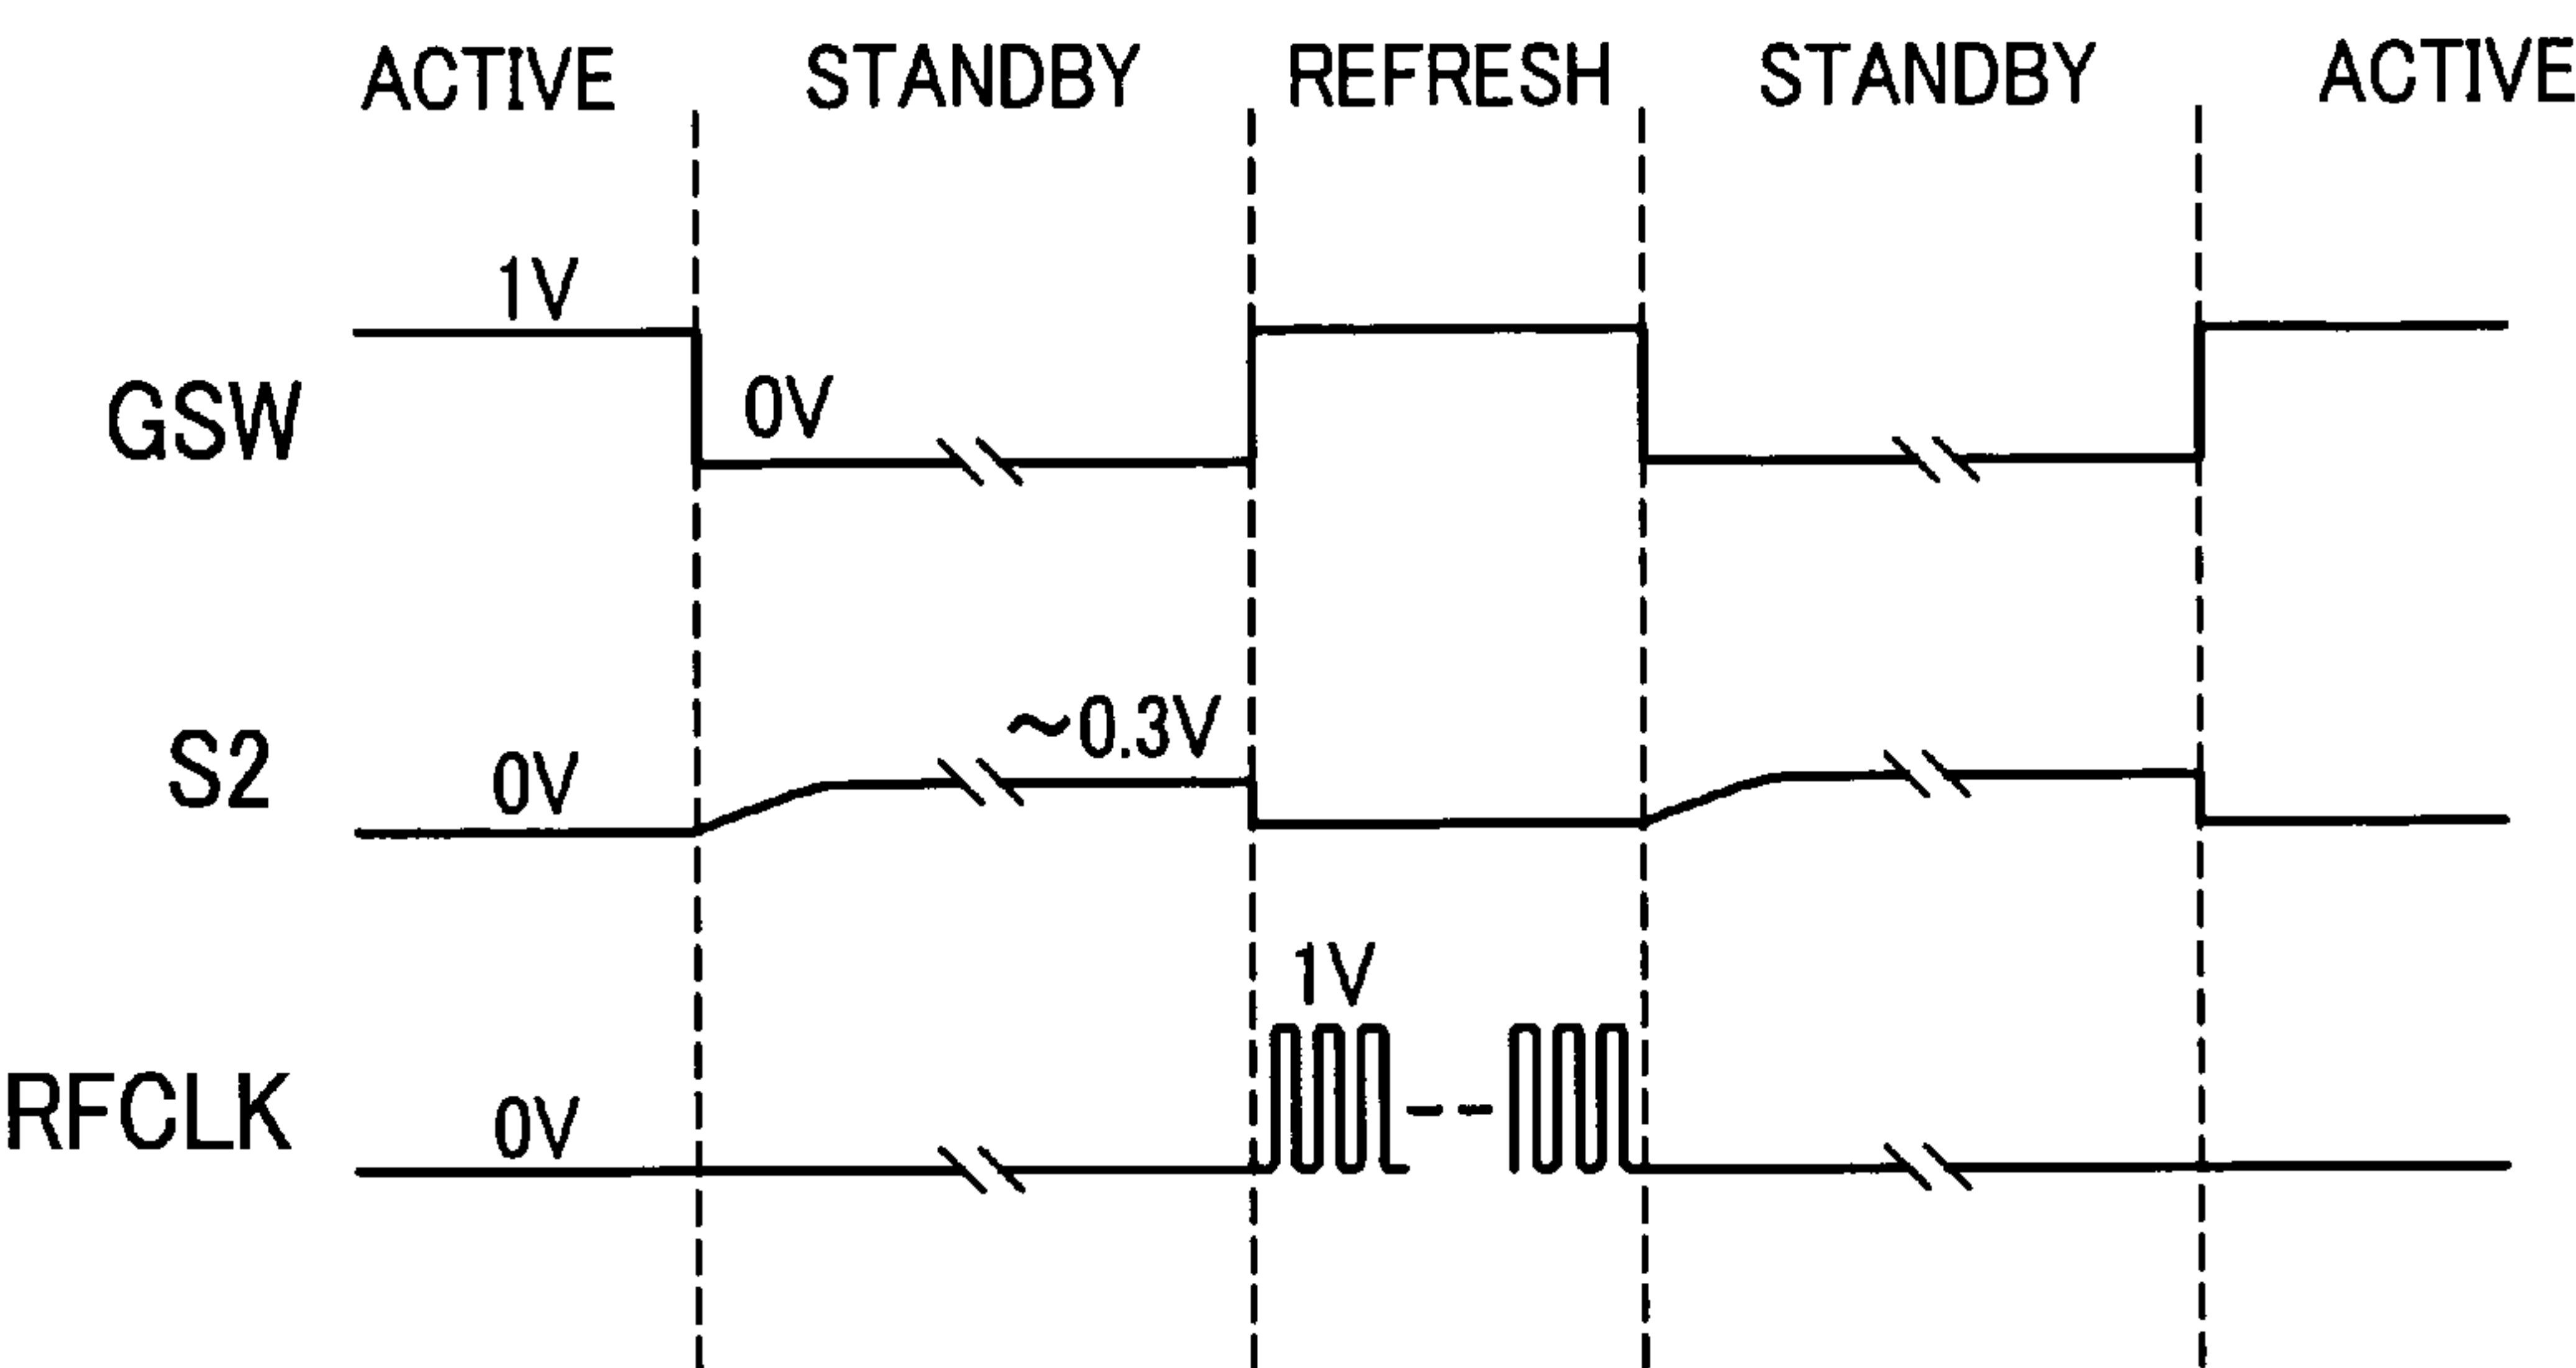 ACTIVE STANDBY REFRESH STANDBY ACTIVE
1V
GSW 0V
~0.3V
S2 0V
1V
RFCLK 0V